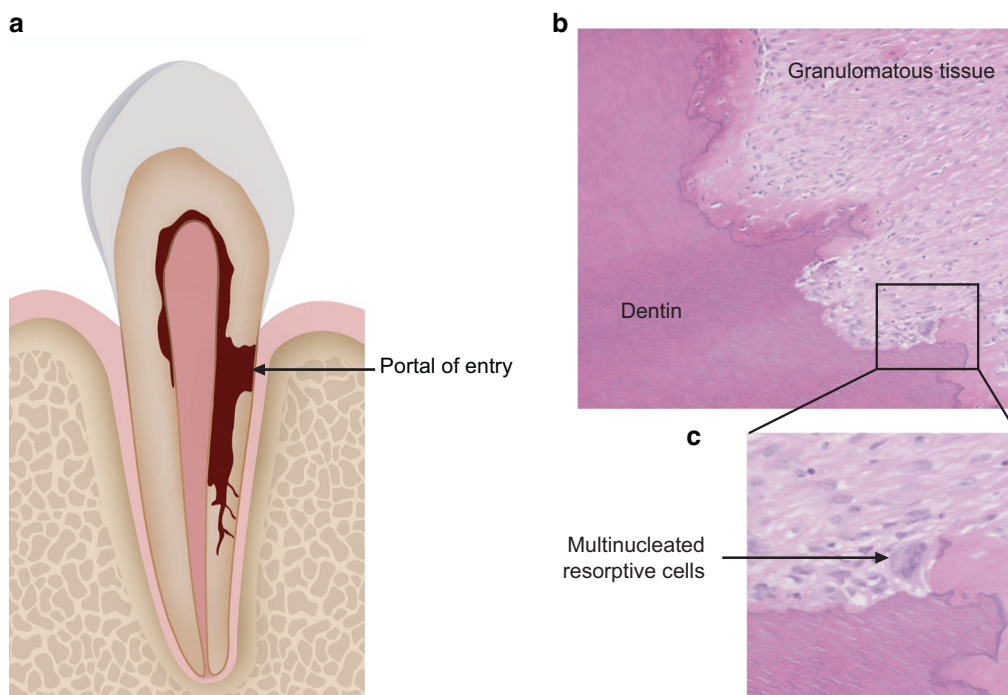 a
Portal of entry
b
Granulomatous tissue
Dentin
c
Multinucleated
resorptive cells